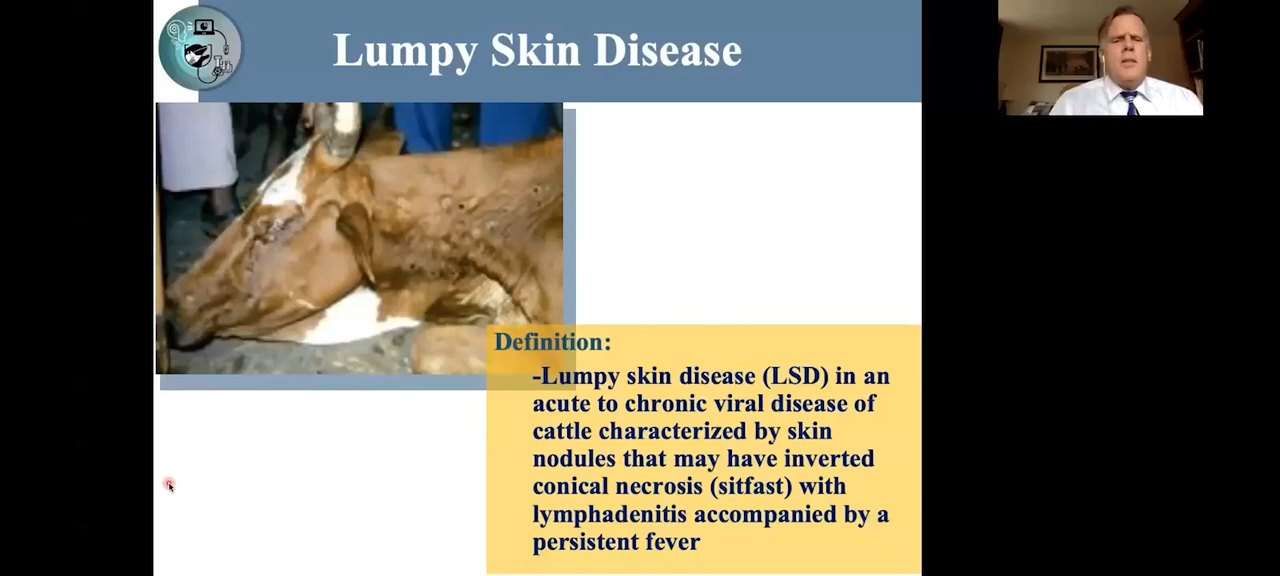 Lumpy Skin Disease
Definition:
-Lumpy skin disease (LSD) in an
acute to chronic viral disease of
cattle characterized by skin
nodules that may have inverted
conical necrosis (sitfast) with
lymphadenitis accompanied by a
persistent fever